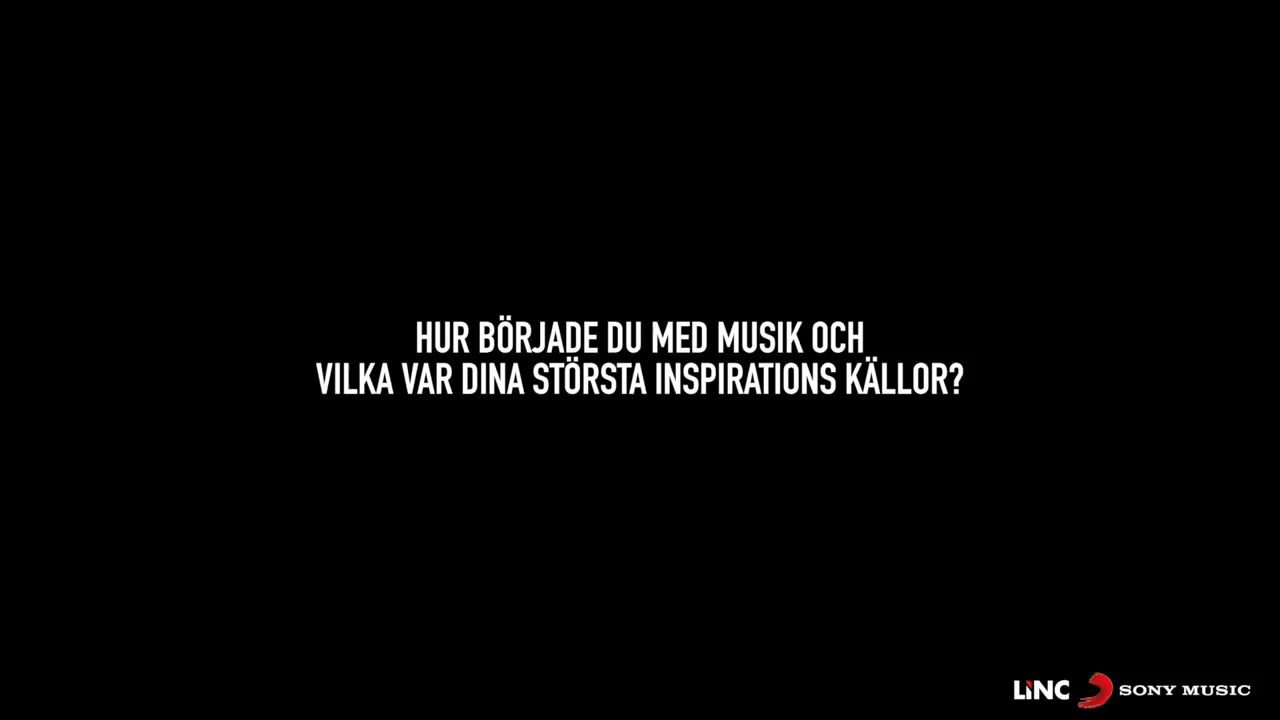 HUR BÖRJADE DU MED MUSIK OCH
VILKA VAR DINA STÖRSTA INSPIRATIONS KÄLLOR?
LiNC SONY MUSIC